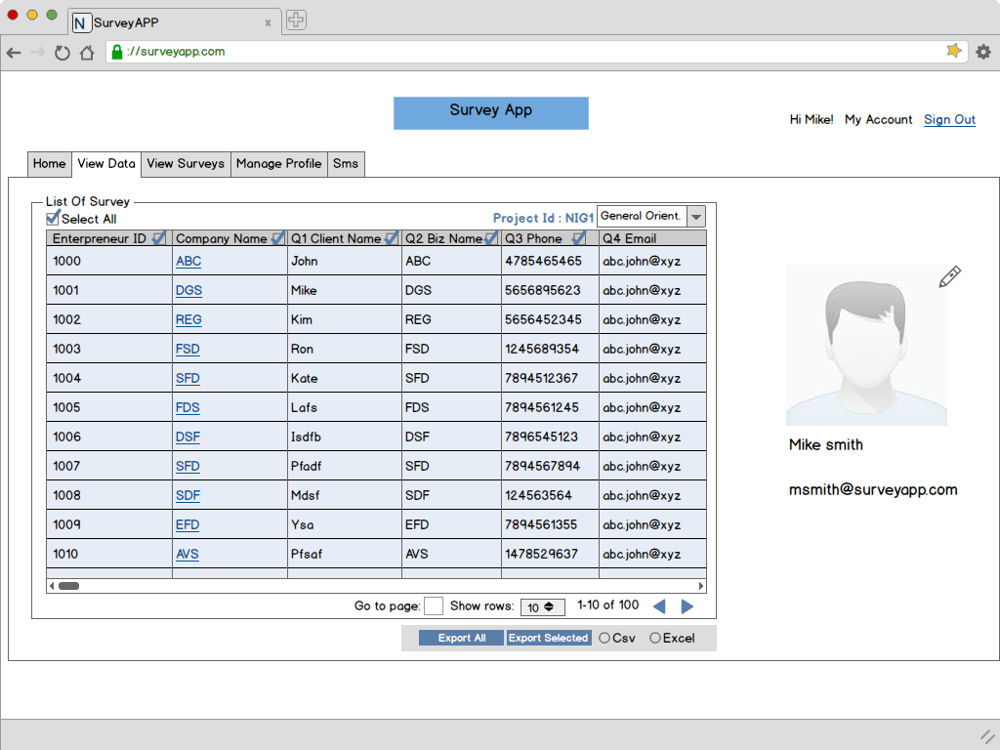 N SurveyAPP x
://surveyapp.com
Survey App
Hi Mike! My Account Sign Out
Home View Data View Surveys Manage Profile Sms
List Of Survey
Select All Project Id : NIG1 General Orient.
Enterpreneur ID Company Name Q1 Client Name Q2 Biz Name Q3 Phone Q4 Email
1000 ABC John ABC 4785465465 abc.john@xyz
1001 DGS Mike DGS 5656895623 abc.john@xyz
1002 REG Kim REG 5656452345 abc.john@xyz
1003 FSD Ron FSD 1245689354 abc.john@xyz
1004 SFD Kate SFD 7894512367 abc.john@xyz
1005 FDS Lafs FDS 7894561245 abc.john@xyz
1006 DSF Isdfb DSF 7896545123 abc.john@xyz
1007 SFD Pfadf SFD 7894567894 abc.john@xyz
1008 SDF Mdsf SDF 124563564 abc.john@xyz
1009 EFD Ysa EFD 7894561355 abc.john@xyz
1010 AVS Pfsaf AVS 1478529637 abc.john@xyz
Go to page: Show rows: 10 1-10 of 100
Export All Export Selected Csv Excel
Mike smith
msmith@surveyapp.com